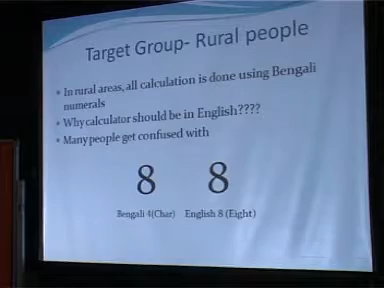 Target Group- Rural people
• In rural areas, all calculation is done using Bengali
numerals
• Why calculator should be in English????
• Many people get confused with
৪ 8
Bengali 4(Char) English 8 (Eight)